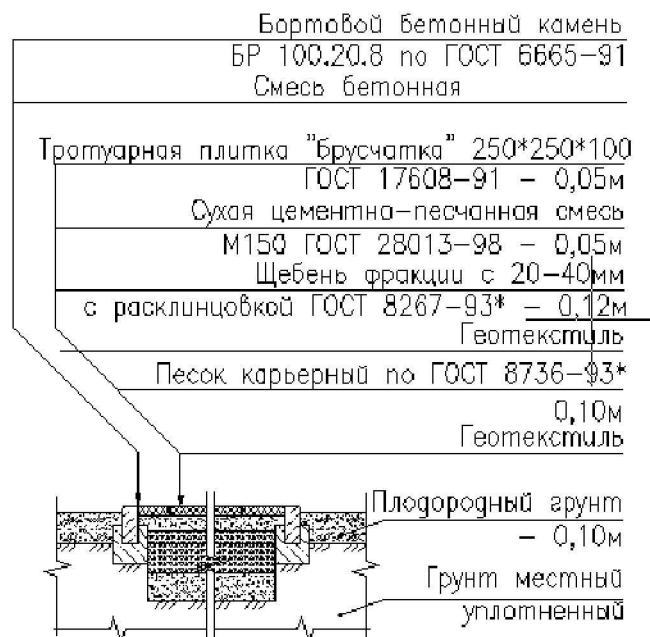 Бортовой бетонный камень
БР 100.20.8 по ГОСТ 6665-91
Смесь бетонная
Тротуарная плитка "брусчатка" 250*250*100
ГОСТ 17608-91 - 0,05м
Сухая цементна-песчанная смесь
М150 ГОСТ 28013-98 - 0,05м
Щебень фракции с 20-40мм
с расклинцовкой ГОСТ 8267-93* - 0,12м
Геотекстиль
Песок карьерный по ГОСТ 8736-93*
0,10м
Геотекстиль
Плодородный грунт
- 0,10м
Грунт местный
уплотненный